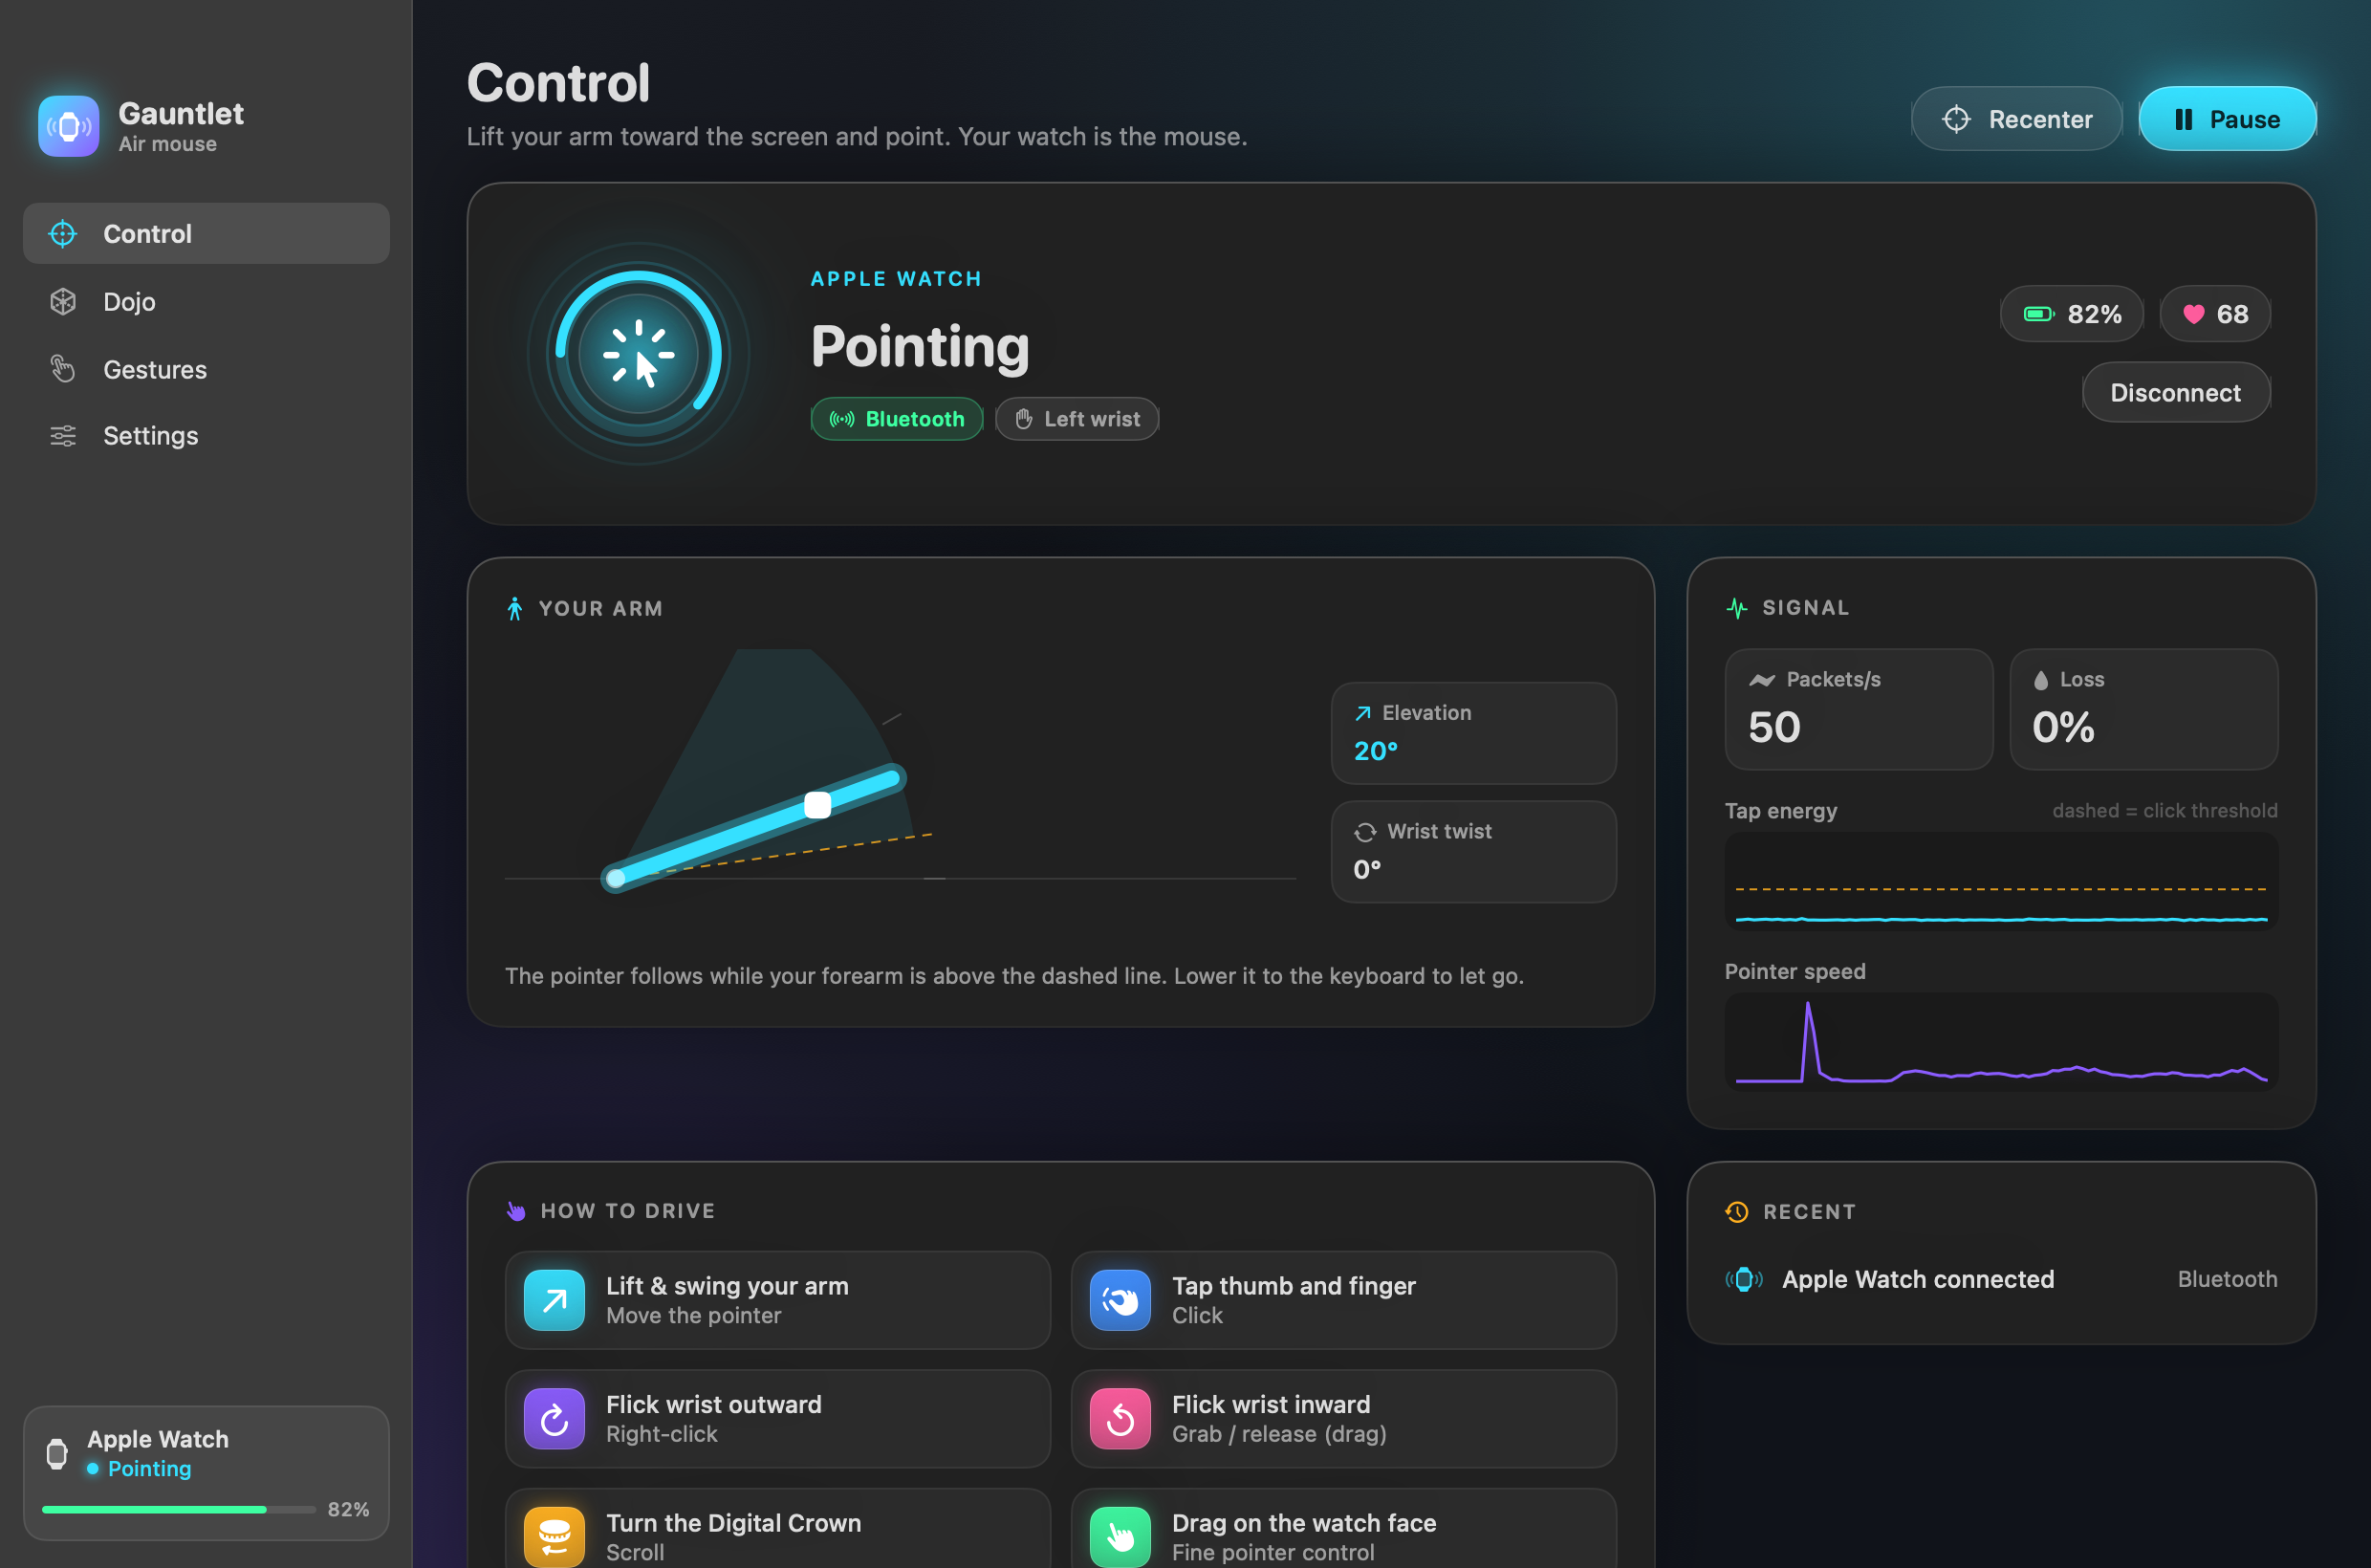 Gauntlet
Air mouse
Control
Dojo
Gestures
Settings
Apple Watch
Pointing
82%
Control
Lift your arm toward the screen and point. Your watch is the mouse.
Recenter
Pause
APPLE WATCH
Pointing
Bluetooth
Left wrist
82%
68
Disconnect
YOUR ARM
Elevation
20°
Wrist twist
0°
The pointer follows while your forearm is above the dashed line. Lower it to the keyboard to let go.
SIGNAL
Packets/s
50
Loss
0%
Tap energy
dashed = click threshold
Pointer speed
HOW TO DRIVE
Lift & swing your arm
Move the pointer
Tap thumb and finger
Click
Flick wrist outward
Right-click
Flick wrist inward
Grab / release (drag)
Turn the Digital Crown
Scroll
Drag on the watch face
Fine pointer control
RECENT
Apple Watch connected
Bluetooth